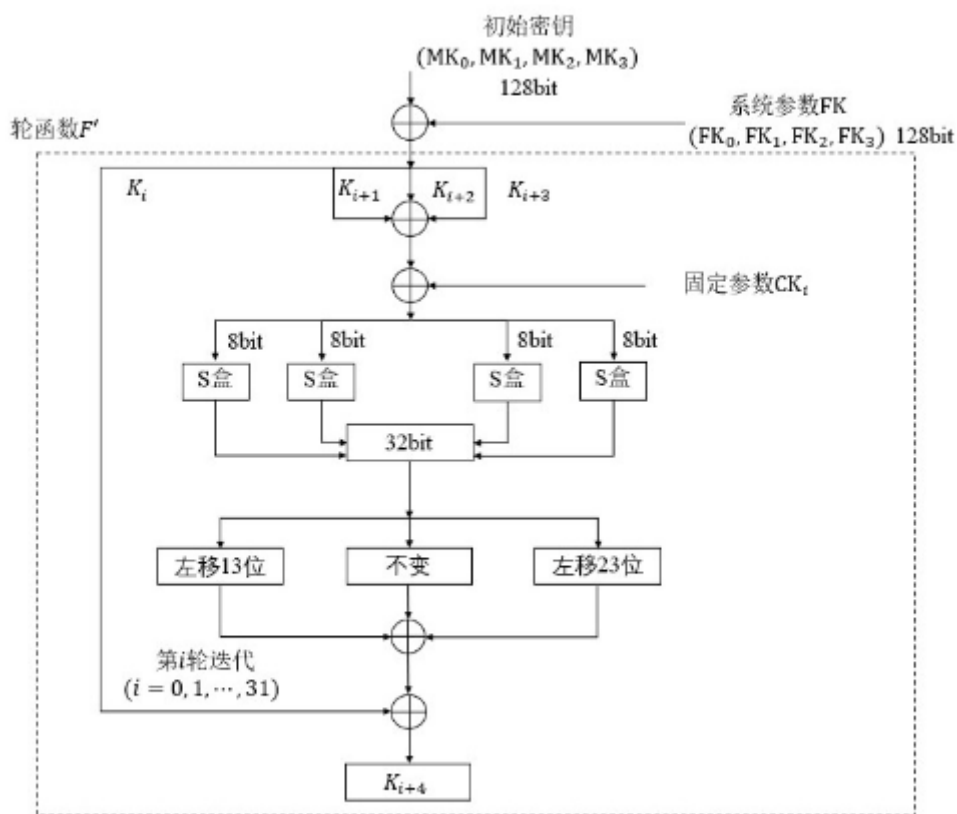 初始密钥
(MK₀, MK₁, MK₂, MK₃)
128bit
系统参数FK
(FK₀, FK₁, FK₂, FK₃) 128bit
轮函数F′
Kᵢ
Kᵢ₊₁
Kᵢ₊₂
Kᵢ₊₃
固定参数CKᵢ
8bit
8bit
8bit
8bit
S盒
S盒
S盒
S盒
32bit
左移13位
不变
左移23位
第i轮迭代
(i = 0, 1, ⋯, 31)
Kᵢ₊₄